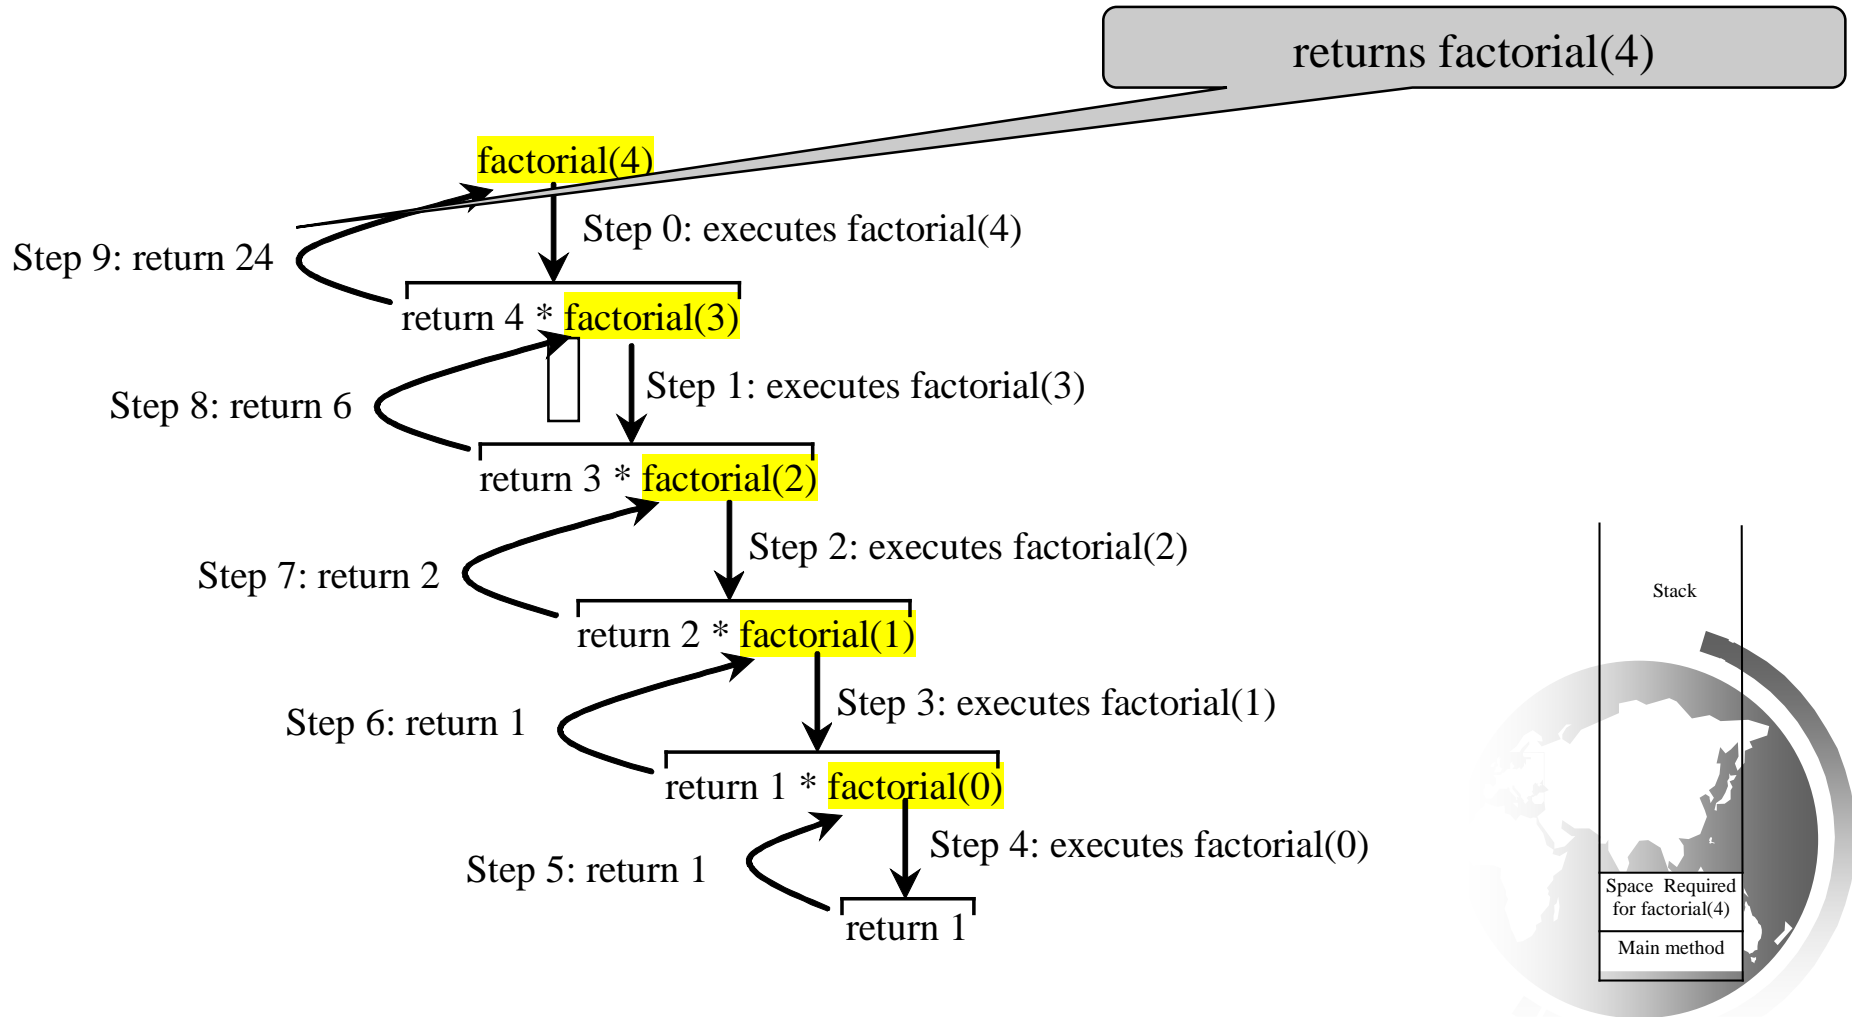 returns factorial(4)
factorial(4)
Step 0: executes factorial(4)
Step 9: return 24
return 4 * factorial(3)
Step 1: executes factorial(3)
Step 8: return 6
return 3 * factorial(2)
Step 2: executes factorial(2)
Step 7: return 2
return 2 * factorial(1)
Step 3: executes factorial(1)
Step 6: return 1
return 1 * factorial(0)
Step 4: executes factorial(0)
Step 5: return 1
return 1
Stack
Space Required
for factorial(4)
Main method